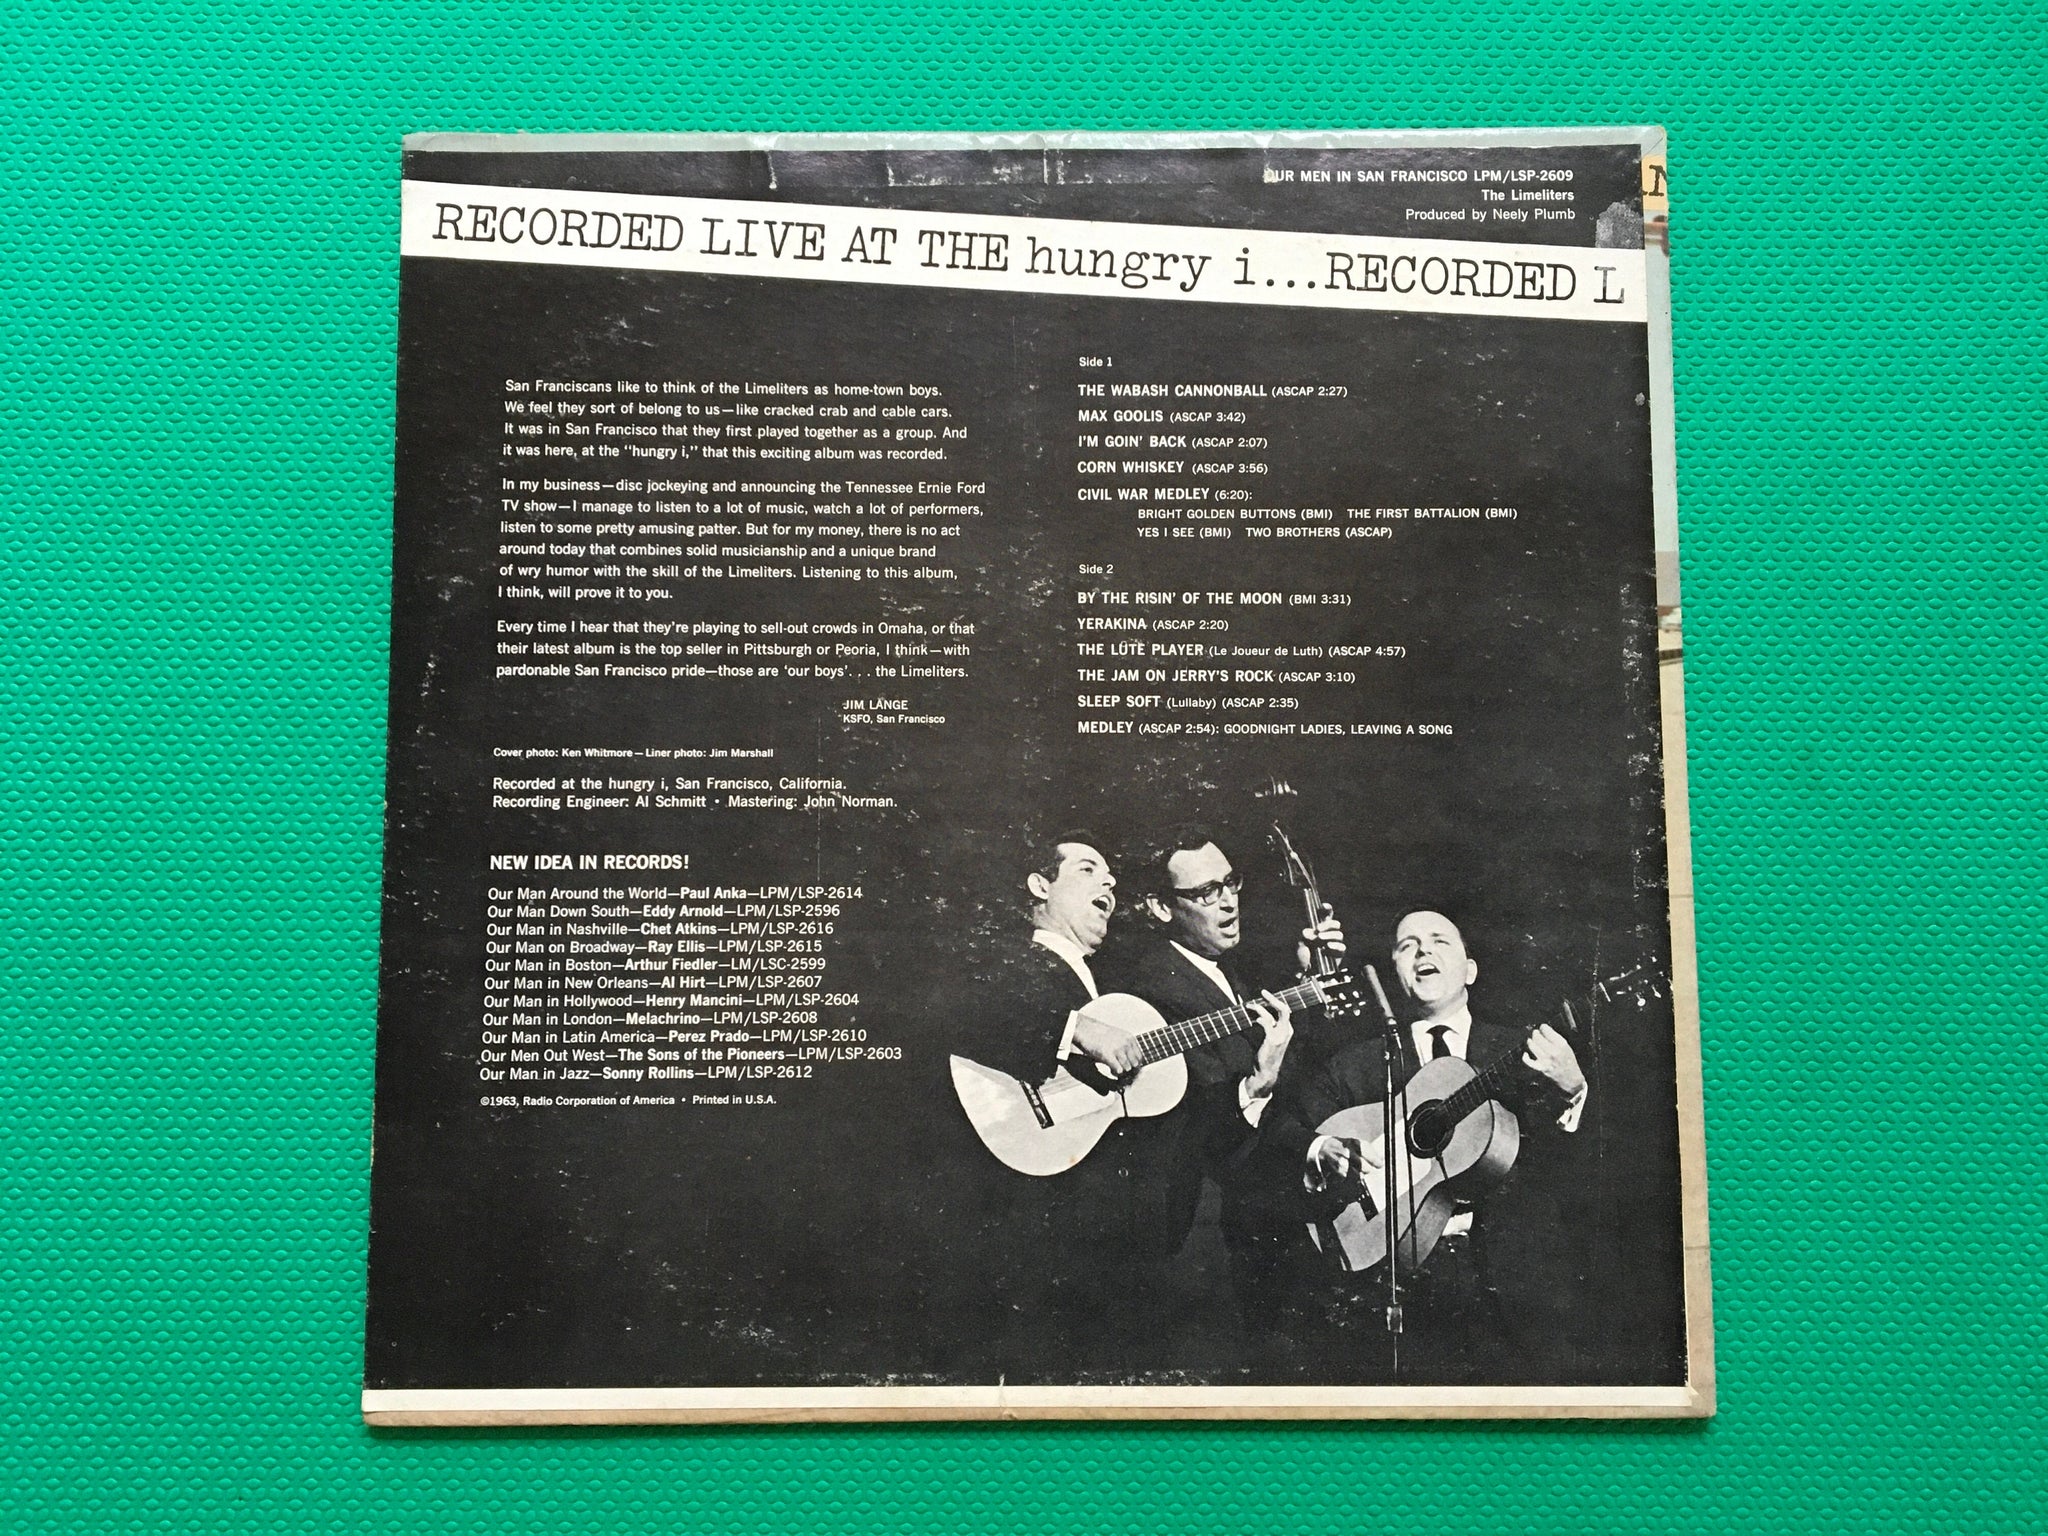 OUR MEN IN SAN FRANCISCO LPM/LSP-2609
The Limeliters
Produced by Neely Plumb
RECORDED LIVE AT THE hungry i...RECORDED L
San Franciscans like to think of the Limeliters as home-town boys.
We feel they sort of belong to us—like cracked crab and cable cars.
It was in San Francisco that they first played together as a group. And
it was here, at the "hungry i," that this exciting album was recorded.
In my business—disc jockeying and announcing the Tennessee Ernie Ford
TV show—I manage to listen to a lot of music, watch a lot of performers,
listen to some pretty amusing patter. But for my money, there is no act
around today that combines solid musicianship and a unique brand
of wry humor with the skill of the Limeliters. Listening to this album,
I think, will prove it to you.
Every time I hear that they're playing to sell-out crowds in Omaha, or that
their latest album is the top seller in Pittsburgh or Peoria, I think—with
pardonable San Francisco pride—those are 'our boys'. . . the Limeliters.
JIM LANGE
KSFO, San Francisco
Cover photo: Ken Whitmore—Liner photo: Jim Marshall
Recorded at the hungry i, San Francisco, California.
Recording Engineer: Al Schmitt • Mastering: John Norman.
NEW IDEA IN RECORDS!
Our Man Around the World—Paul Anka—LPM/LSP-2614
Our Man Down South—Eddy Arnold—LPM/LSP-2596
Our Man in Nashville—Chet Atkins—LPM/LSP-2616
Our Man on Broadway—Ray Ellis—LPM/LSP-2615
Our Man in Boston—Arthur Fiedler—LM/LSC-2599
Our Man in New Orleans—Al Hirt—LPM/LSP-2607
Our Man in Hollywood—Henry Mancini—LPM/LSP-2604
Our Man in London—Melachrino—LPM/LSP-2608
Our Man in Latin America—Perez Prado—LPM/LSP-2610
Our Men Out West—The Sons of the Pioneers—LPM/LSP-2603
Our Man in Jazz—Sonny Rollins—LPM/LSP-2612
©1963, Radio Corporation of America • Printed in U.S.A.
Side 1
THE WABASH CANNONBALL (ASCAP 2:27)
MAX GOOLIS (ASCAP 3:42)
I'M GOIN' BACK (ASCAP 2:07)
CORN WHISKEY (ASCAP 3:56)
CIVIL WAR MEDLEY (6:20):
BRIGHT GOLDEN BUTTONS (BMI) THE FIRST BATTALION (BMI)
YES I SEE (BMI) TWO BROTHERS (ASCAP)
Side 2
BY THE RISIN' OF THE MOON (BMI 3:31)
YERAKINA (ASCAP 2:20)
THE LUTE PLAYER (Le Joueur de Luth) (ASCAP 4:57)
THE JAM ON JERRY'S ROCK (ASCAP 3:10)
SLEEP SOFT (Lullaby) (ASCAP 2:35)
MEDLEY (ASCAP 2:54): GOODNIGHT LADIES, LEAVING A SONG